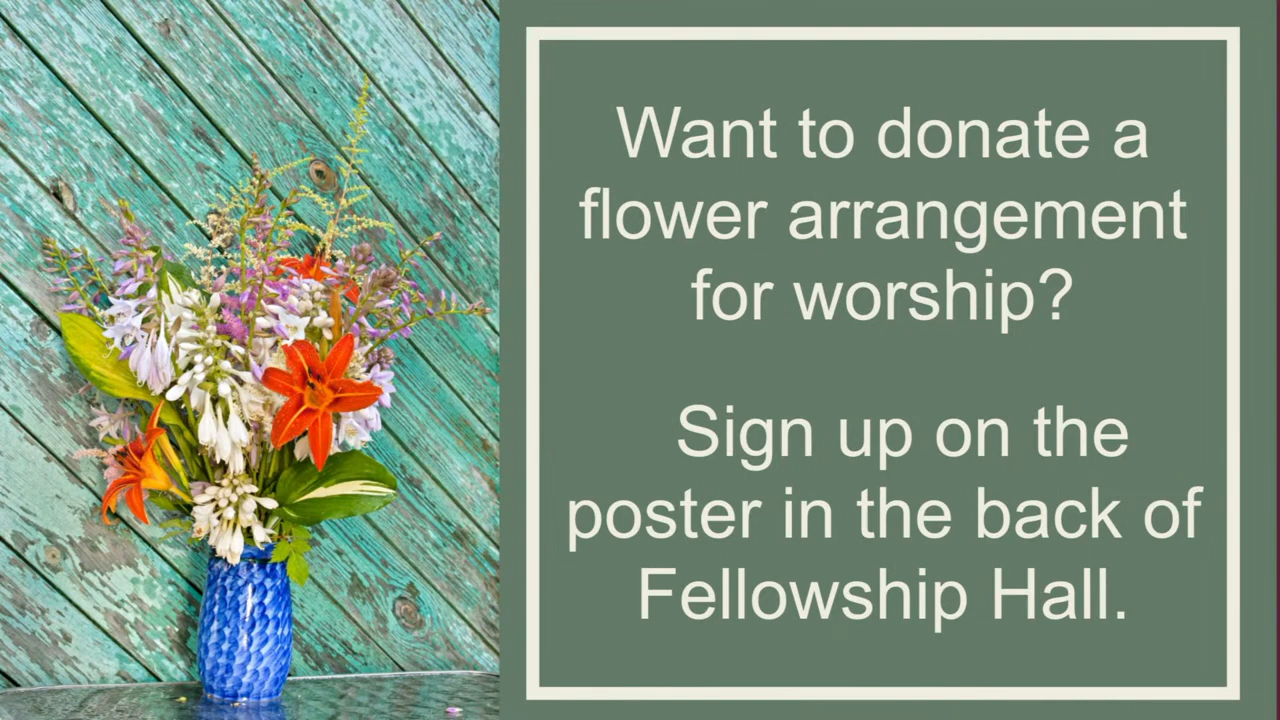 Want to donate a
flower arrangement
for worship?
Sign up on the
poster in the back of
Fellowship Hall.